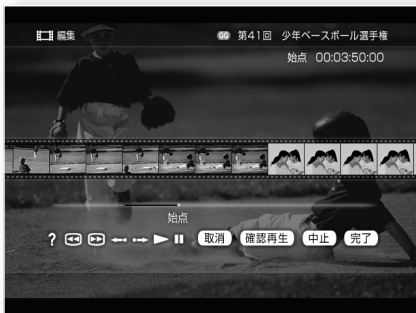 編集
GG 第41回 少年ベースボール選手権
始点 00:03:50:00
始点
? 取消 確認再生 中止 完了